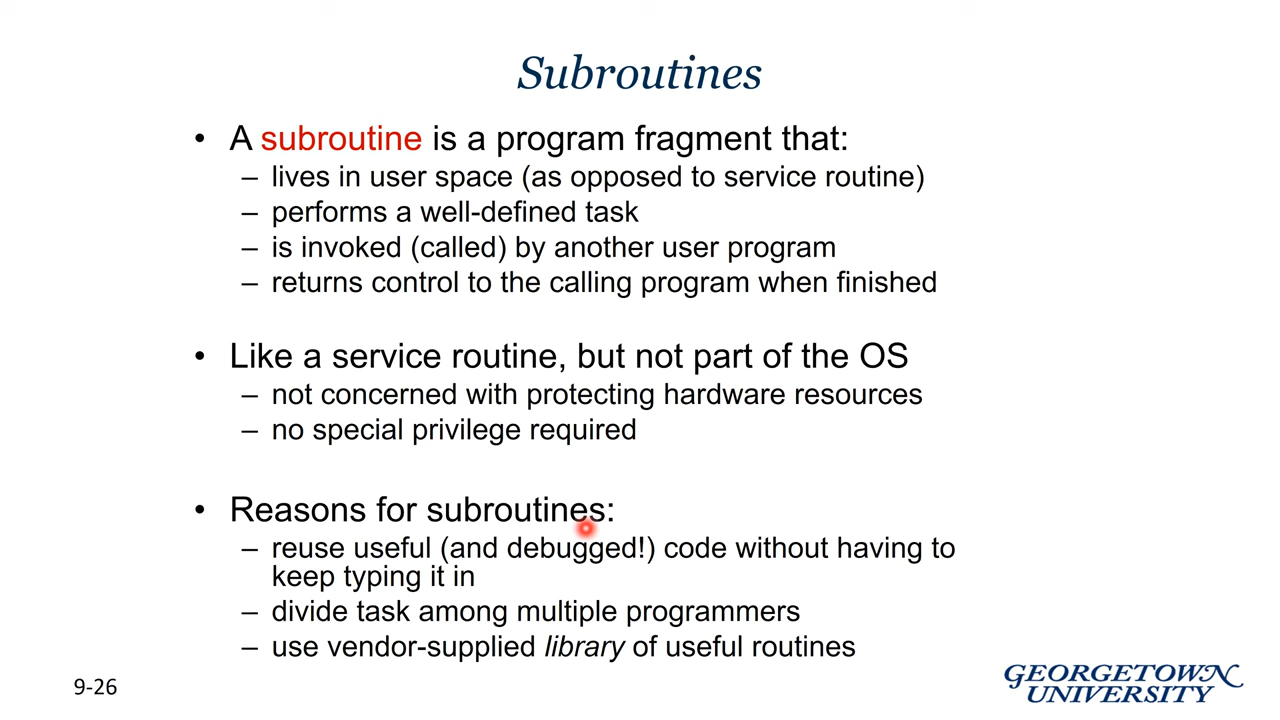 Subroutines
• A subroutine is a program fragment that:
– lives in user space (as opposed to service routine)
– performs a well-defined task
– is invoked (called) by another user program
– returns control to the calling program when finished
• Like a service routine, but not part of the OS
– not concerned with protecting hardware resources
– no special privilege required
• Reasons for subroutines:
– reuse useful (and debugged!) code without having to
keep typing it in
– divide task among multiple programmers
– use vendor-supplied library of useful routines
9-26
GEORGETOWN
UNIVERSITY